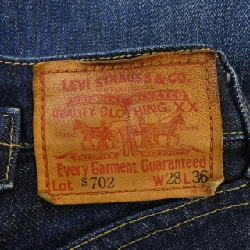 LEVI STRAUSS & CO.
QUALITY CLOTHING XX
Every Garment Guaranteed
Lot S702 W28 L36